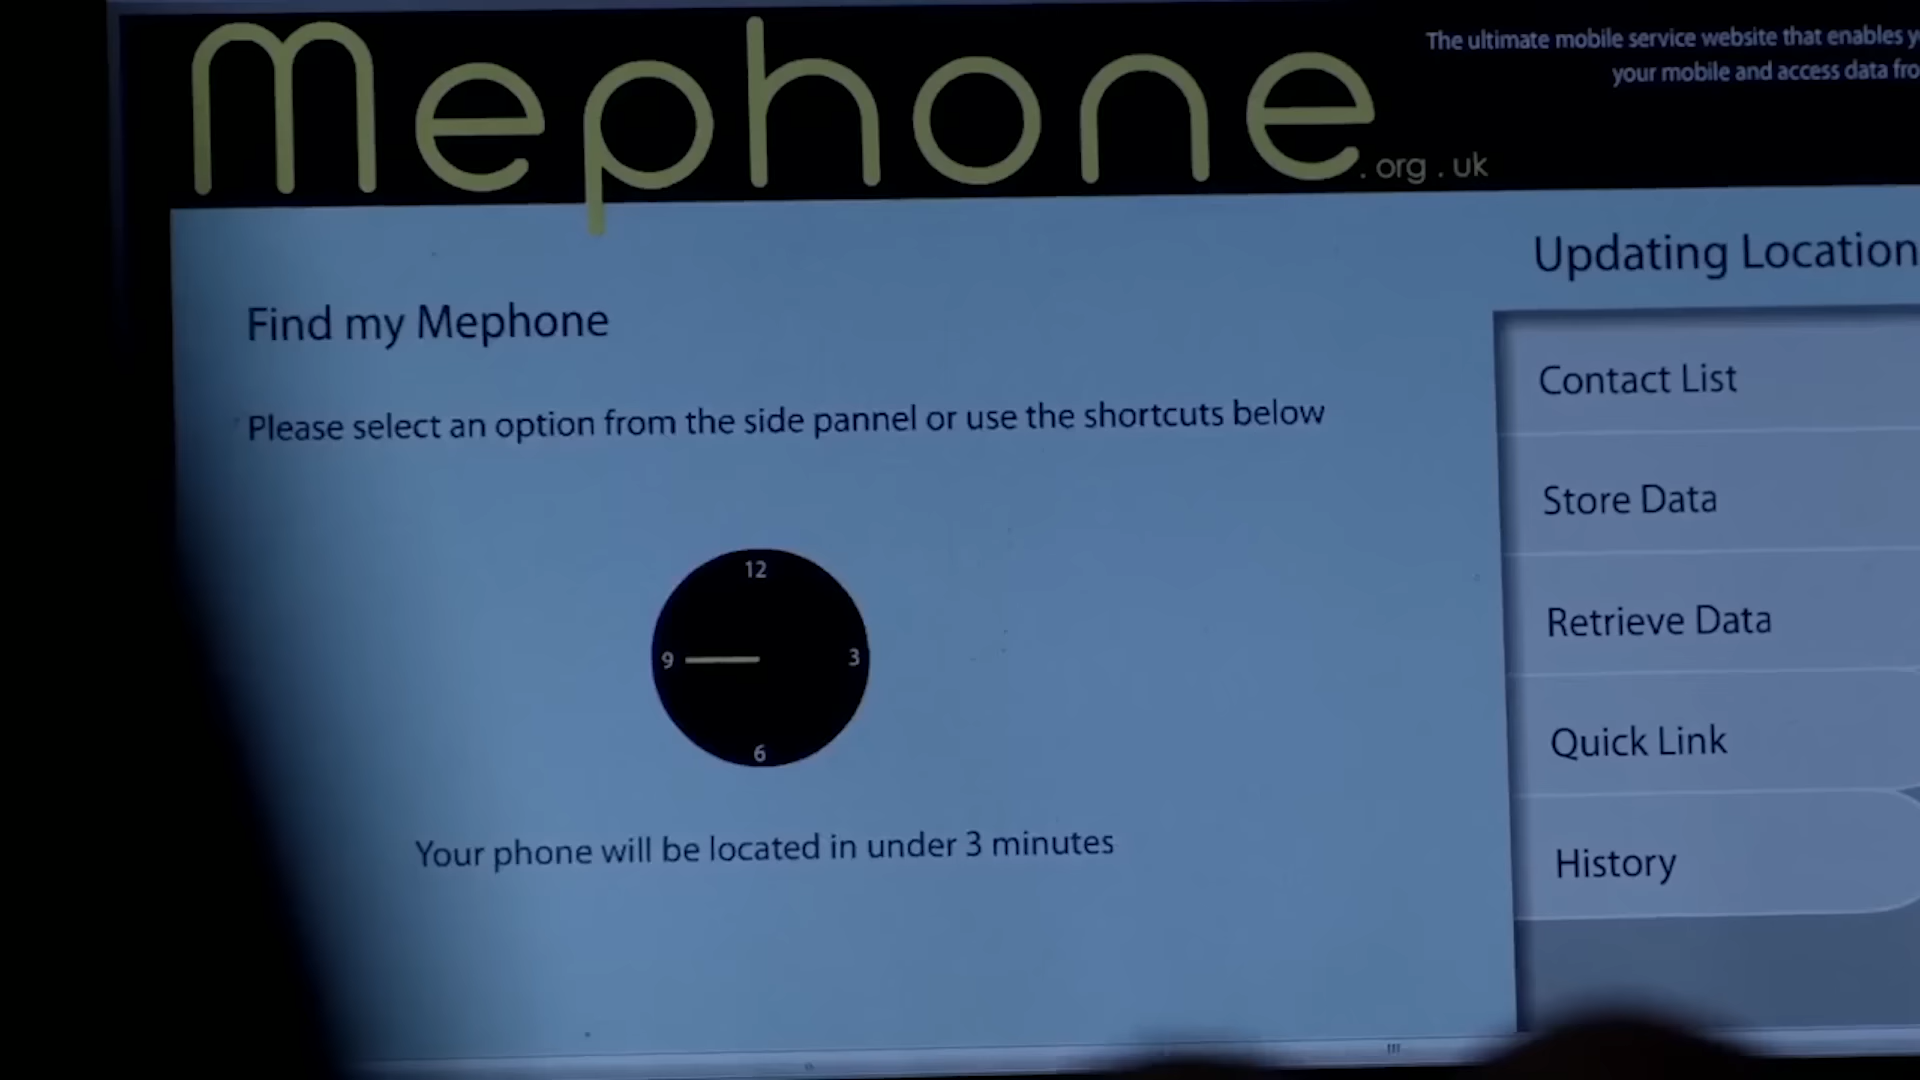 Mephone.org.uk
The ultimate mobile service website that enables
your mobile and access data
Find my Mephone
Please select an option from the side pannel or use the shortcuts below
12
9
3
6
Your phone will be located in under 3 minutes
Updating Location
Contact List
Store Data
Retrieve Data
Quick Link
History